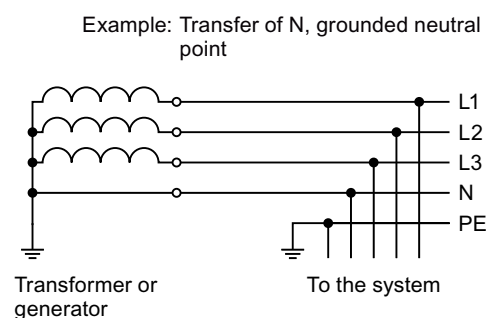 Example: Transfer of N, grounded neutral
point
L1
L2
L3
N
PE
Transformer or
generator
To the system